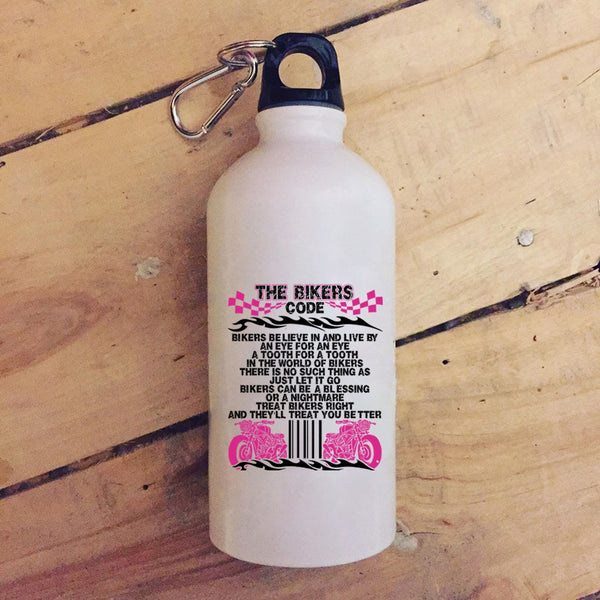 THE BIKERS
CODE
BIKERS BELIEVE IN AND LIVE BY
AN EYE FOR AN EYE
A TOOTH FOR A TOOTH
IN THE WORLD OF BIKERS
THERE IS NO SUCH THING AS
JUST LET IT GO
BIKERS CAN BE A BLESSING
OR A NIGHTMARE
TREAT BIKERS RIGHT
AND THEY'LL TREAT YOU BETTER